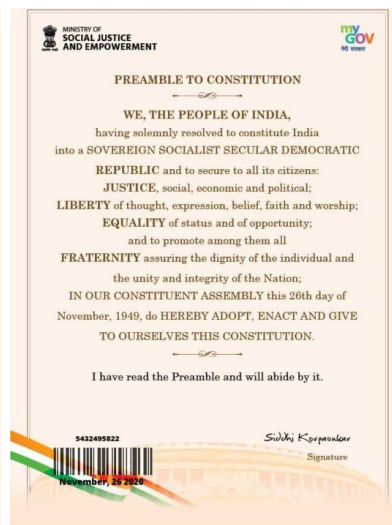 MINISTRY OF
SOCIAL JUSTICE
AND EMPOWERMENT
my
GOV
मेरी सरकार
PREAMBLE TO CONSTITUTION
WE, THE PEOPLE OF INDIA,
having solemnly resolved to constitute India
into a SOVEREIGN SOCIALIST SECULAR DEMOCRATIC
REPUBLIC and to secure to all its citizens:
JUSTICE, social, economic and political;
LIBERTY of thought, expression, belief, faith and worship;
EQUALITY of status and of opportunity;
and to promote among them all
FRATERNITY assuring the dignity of the individual and
the unity and integrity of the Nation;
IN OUR CONSTITUENT ASSEMBLY this 26th day of
November, 1949, do HEREBY ADOPT, ENACT AND GIVE
TO OURSELVES THIS CONSTITUTION.
I have read the Preamble and will abide by it.
5432495822
November, 26 2020
Siddhi Korgaonkar
Signature